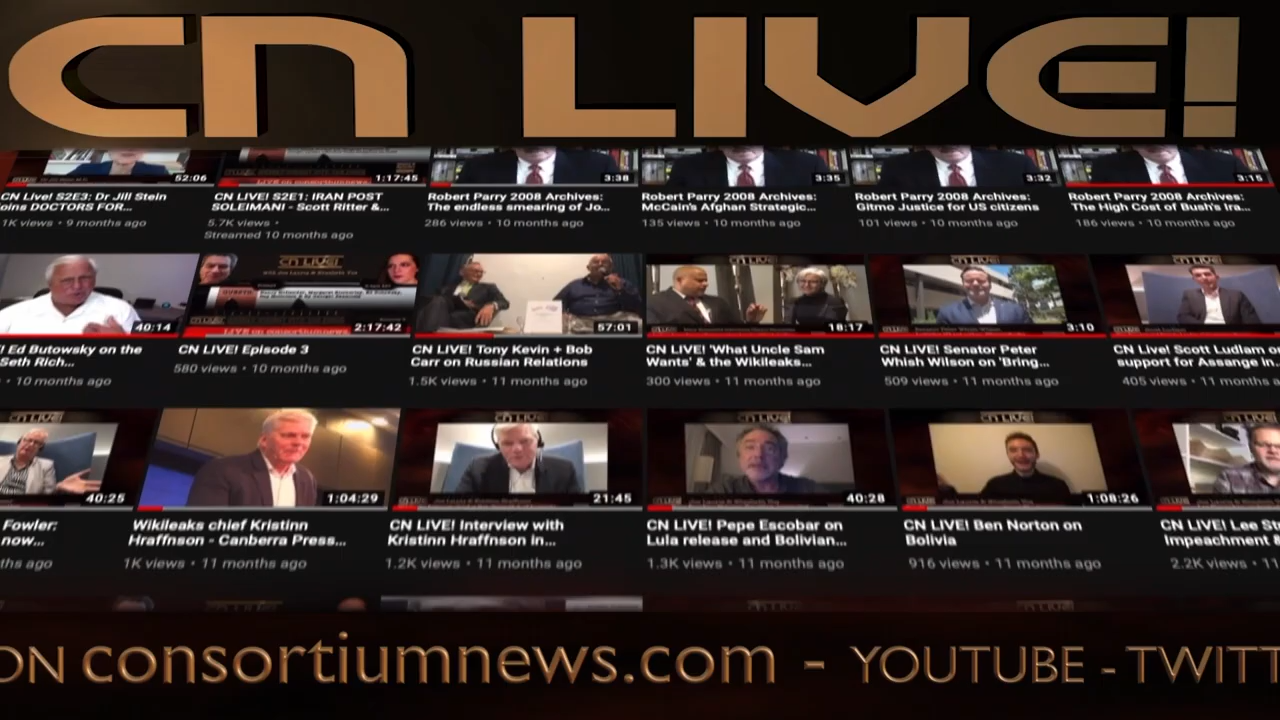 CN LIVE!
52:06
1:17:45
3:38
3:35
3:32
3:15
CN Live! S2E3: Dr Jill Stein
Joins DOCTORS FOR...
1K views • 9 months ago
CN LIVE! S2E1: IRAN POST
SOLEIMANI - Scott Ritter &...
5.7K views •
Streamed 10 months ago
Robert Parry 2008 Archives:
The endless smearing of Jo...
286 views • 10 months ago
Robert Parry 2008 Archives:
McCain's Afghan Strategic...
135 views • 10 months ago
Robert Parry 2008 Archives:
Gitmo Justice for US citizens
101 views • 10 months ago
Robert Parry 2008 Archives:
The High Cost of Bush's Ira...
186 views • 10 months ago
CN LIVE!
40:14
2:17:42
57:01
18:17
3:10
! Ed Butowsky on the
Seth Rich...
• 10 months ago
CN LIVE! Episode 3
580 views • 10 months ago
CN LIVE! Tony Kevin + Bob
Carr on Russian Relations
1.5K views • 11 months ago
CN LIVE! 'What Uncle Sam
Wants' & the Wikileaks...
300 views • 11 months ago
CN LIVE! Senator Peter
Whish Wilson on 'Bring...
509 views • 11 months ago
CN Live! Scott Ludlam on
support for Assange in...
405 views • 11 months
40:25
1:04:29
21:45
40:28
1:08:26
Fowler:
now...
ths ago
Wikileaks chief Kristinn
Hraffnson - Canberra Press...
1K views • 11 months ago
CN LIVE! Interview with
Kristinn Hraffnson in...
1.2K views • 11 months ago
CN LIVE! Pepe Escobar on
Lula release and Bolivian...
1.3K views • 11 months ago
CN LIVE! Ben Norton on
Bolivia
916 views • 11 months ago
CN LIVE! Lee St
Impeachment &
2.2K views • 11
ON consortiumnews.com - YOUTUBE - TWITT